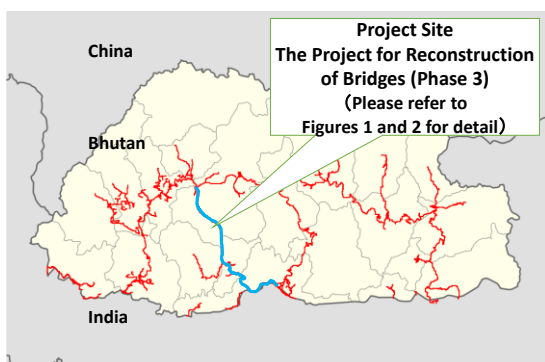 China
Project Site
The Project for Reconstruction
of Bridges (Phase 3)
（Please refer to
Figures 1 and 2 for detail）
Bhutan
India